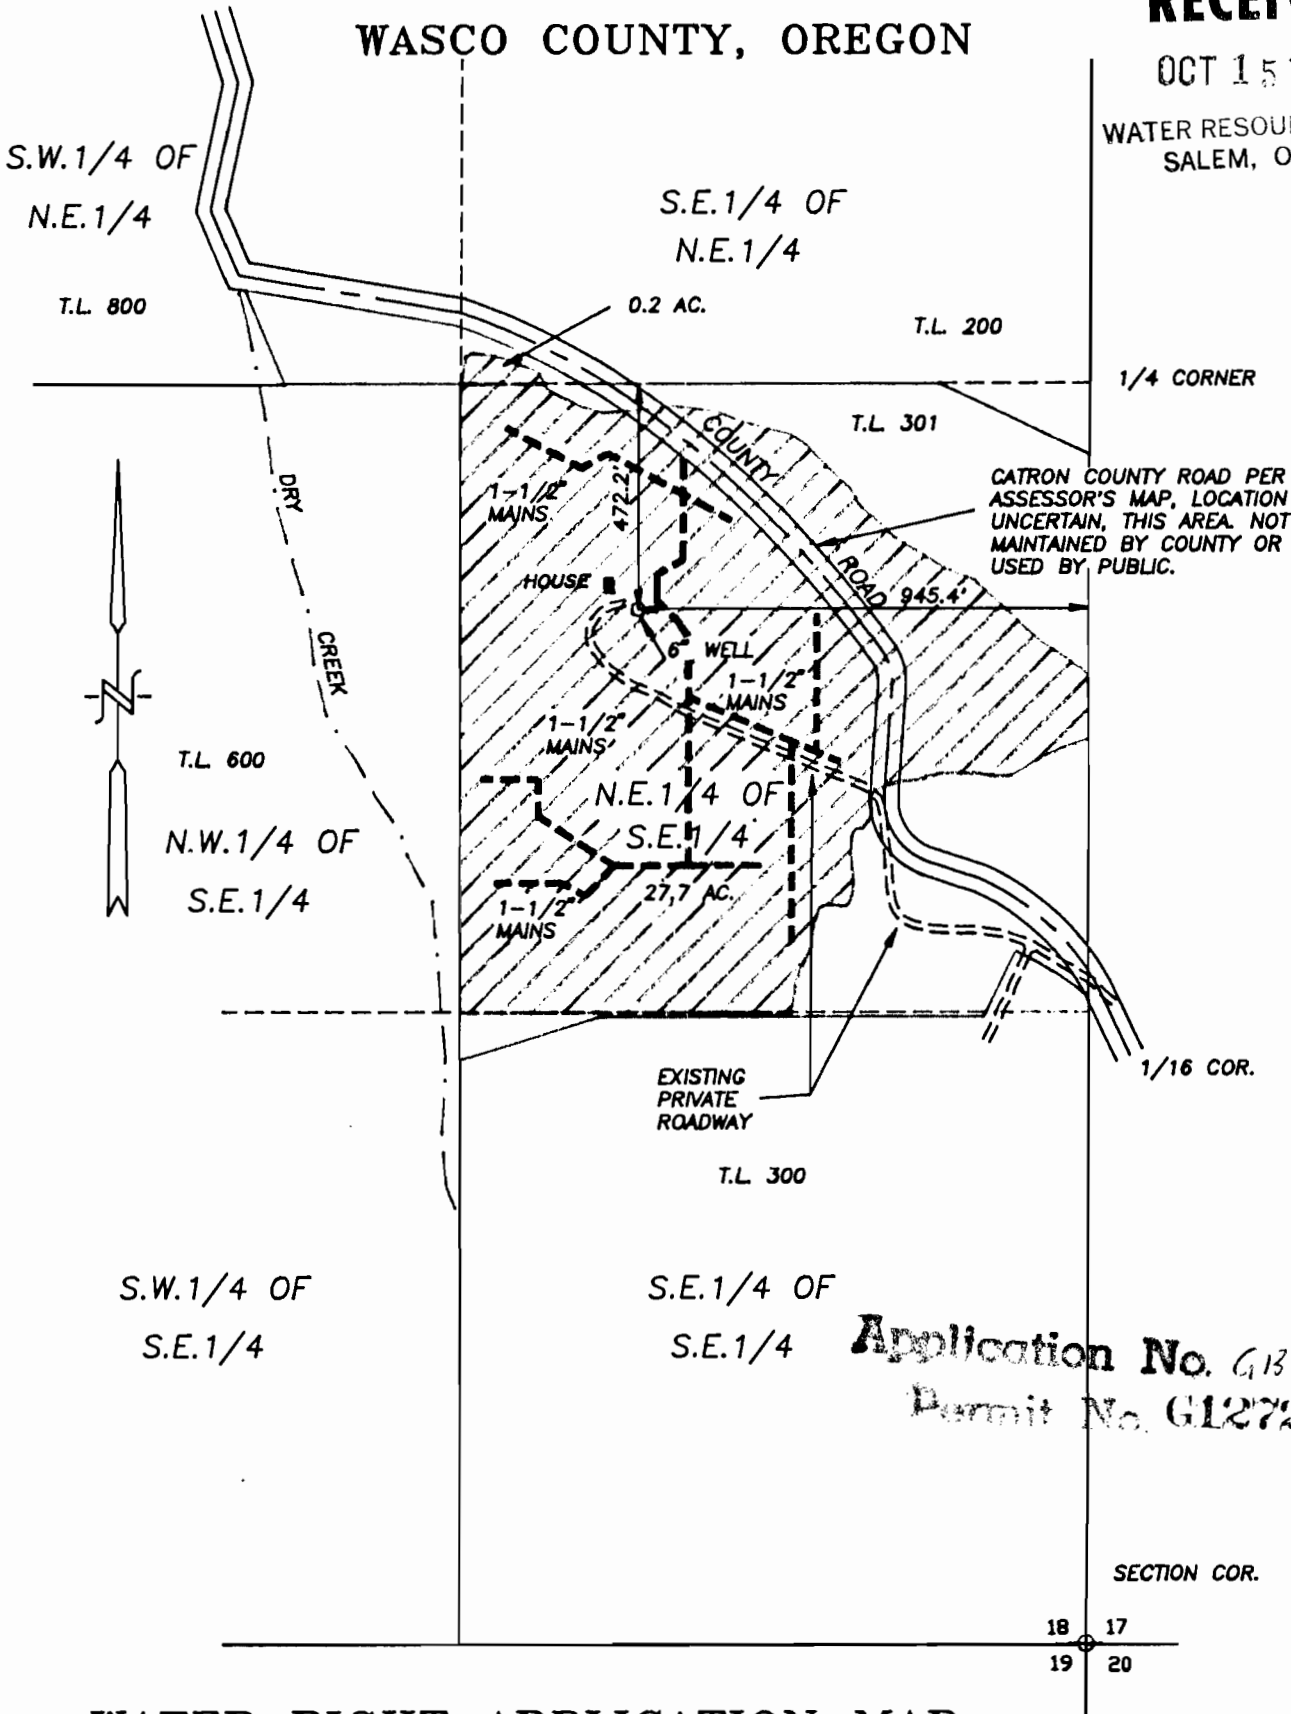 WASCO COUNTY, OREGON
OCT 15
WATER
SALEM,
S.W.1/4 OF
N.E.1/4
S.E.1/4 OF
N.E.1/4
T.L. 800
0.2 AC.
T.L. 200
1/4 CORNER
T.L. 301
COUNTY
ROAD
CATRON COUNTY ROAD PER
ASSESSOR'S MAP, LOCATION
UNCERTAIN, THIS AREA. NOT
MAINTAINED BY COUNTY OR
USED BY PUBLIC.
DRY
CREEK
1-1/2"
MAINS
472.2'
HOUSE
945.4'
6" WELL
1-1/2"
MAINS
1-1/2"
MAINS
N
T.L. 600
N.E.1/4 OF
S.E.1/4
N.W.1/4 OF
S.E.1/4
27,7 AC.
1-1/2"
MAINS
EXISTING
PRIVATE
ROADWAY
1/16 COR.
T.L. 300
S.W.1/4 OF
S.E.1/4
S.E.1/4 OF
S.E.1/4
Application No.
Permit No. G1272
SECTION COR.
18 17
19 20
WATER RIGHT APPLICATION MAP